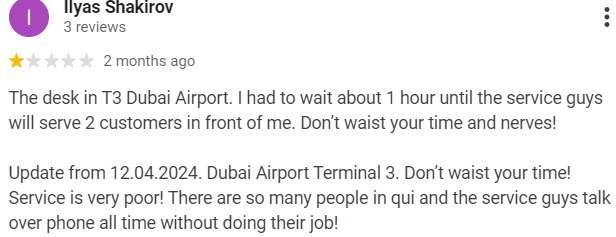 Ilyas Shakirov
I
3 reviews
2 months ago
The desk in T3 Dubai Airport. I had to wait about 1 hour until the service guys
will serve 2 customers in front of me. Don’t waist your time and nerves!
Update from 12.04.2024. Dubai Airport Terminal 3. Don’t waist your time!
Service is very poor! There are so many people in qui and the service guys talk
over phone all time without doing their job!